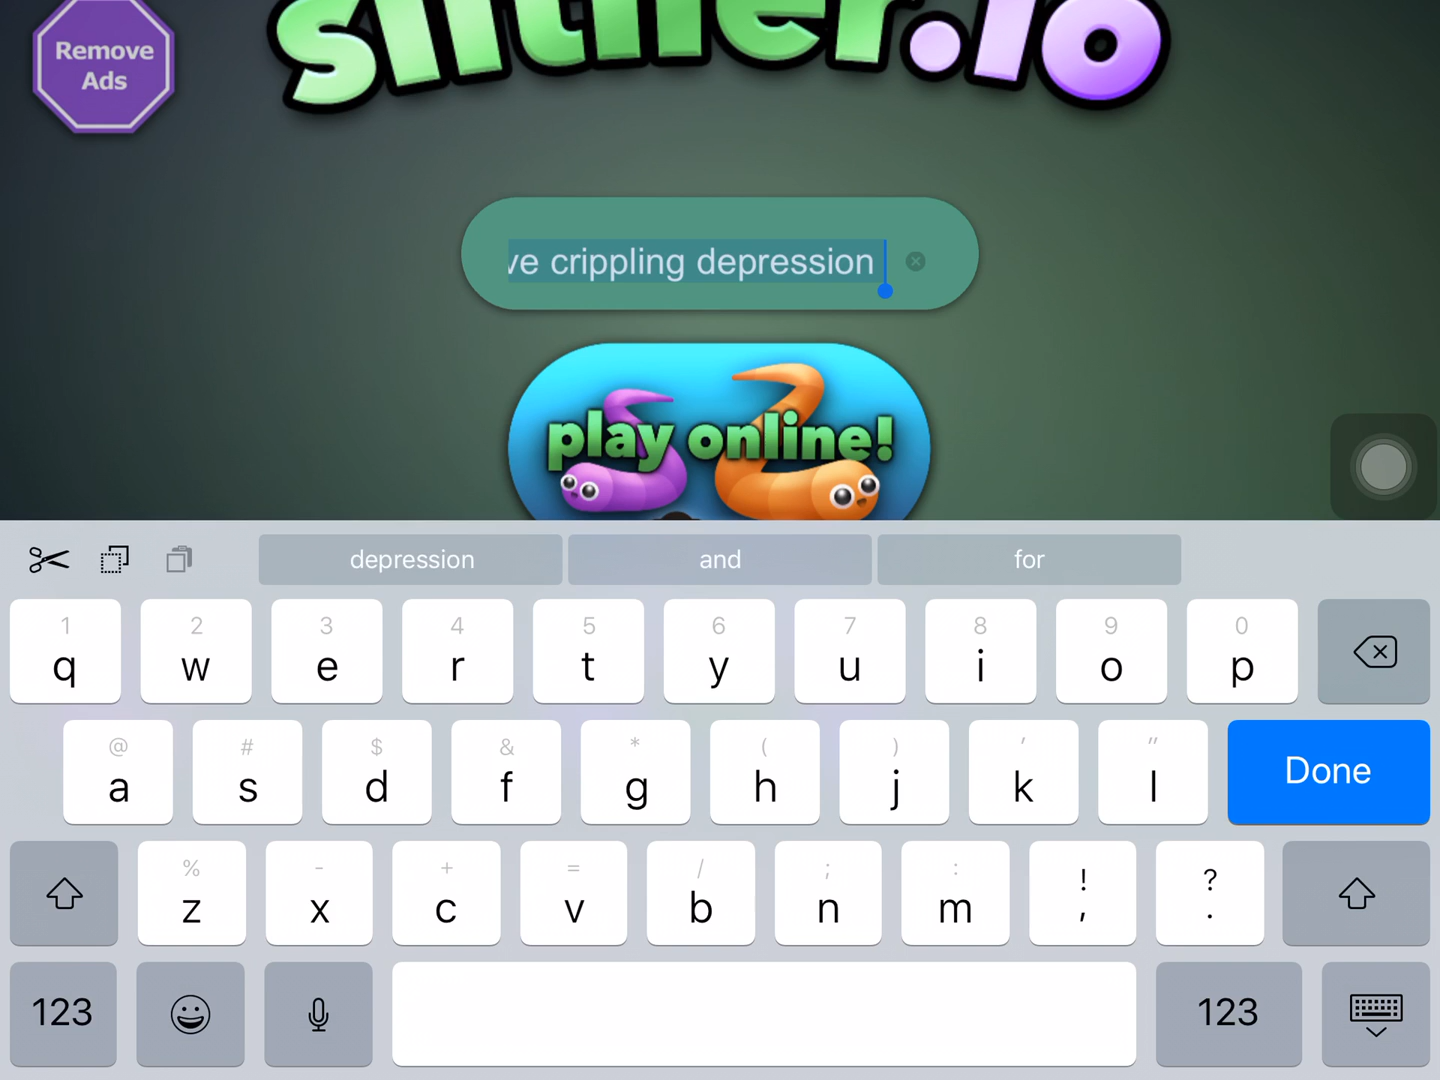 Remove
Ads
slither.io
ve crippling depression
play online!
depression and for
1 2 3 4 5 6 7 8 9 0
q w e r t y u i o p
@ # $ & * ( ) ' "
a s d f g h j k l Done
% - + = / ; : ! ?
z x c v b n m , .
123 123